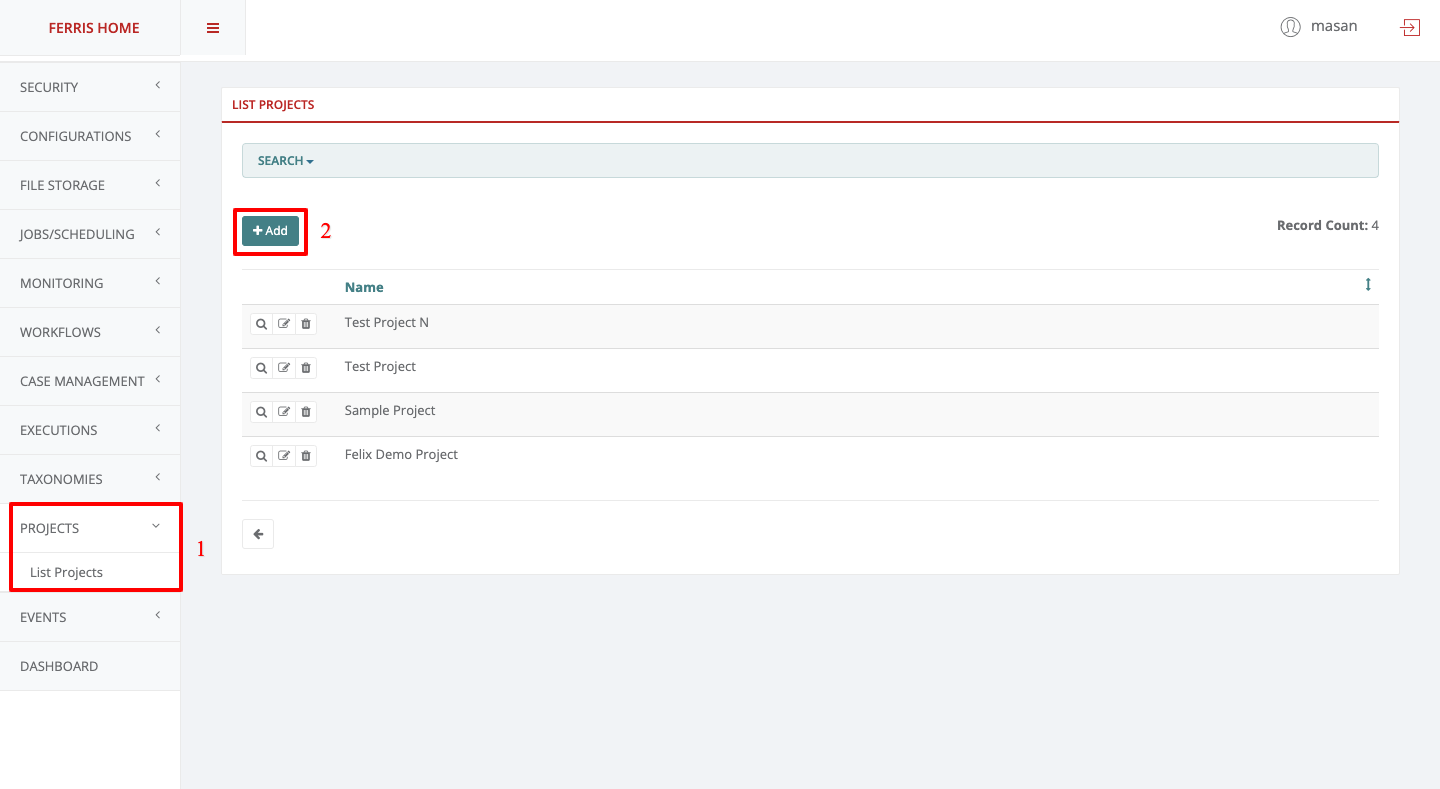 FERRIS HOME
masan
SECURITY
CONFIGURATIONS
FILE STORAGE
JOBS/SCHEDULING
MONITORING
WORKFLOWS
CASE MANAGEMENT
EXECUTIONS
TAXONOMIES
PROJECTS
List Projects
1
EVENTS
DASHBOARD
LIST PROJECTS
SEARCH
Add
2
Record Count: 4
Name
Test Project N
Test Project
Sample Project
Felix Demo Project